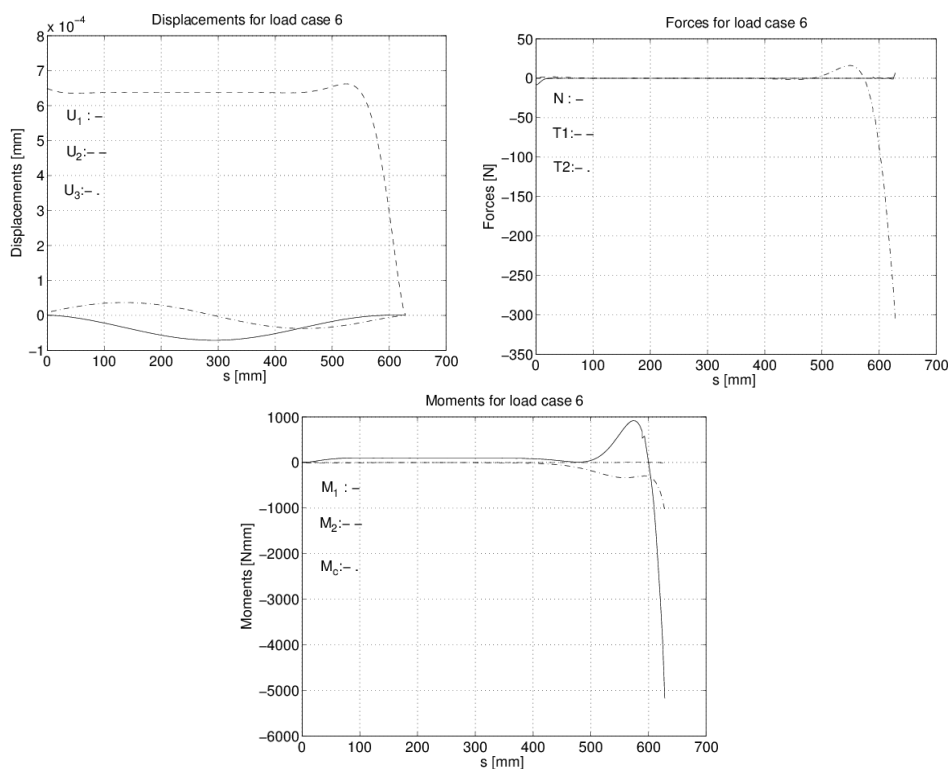 Displacements for load case 6
x 10⁻⁴
8
7
6
5
4
3
2
1
0
−1
0 100 200 300 400 500 600 700
Displacements [mm]
s [mm]
U₁ : −
U₂:− −
U₃:− .
Forces for load case 6
50
0
−50
−100
−150
−200
−250
−300
−350
0 100 200 300 400 500 600 700
Forces [N]
s [mm]
N : −
T1:− −
T2:− .
Moments for load case 6
1000
0
−1000
−2000
−3000
−4000
−5000
−6000
0 100 200 300 400 500 600 700
Moments [Nmm]
s [mm]
M₁ : −
M₂:− −
M꜀:− .